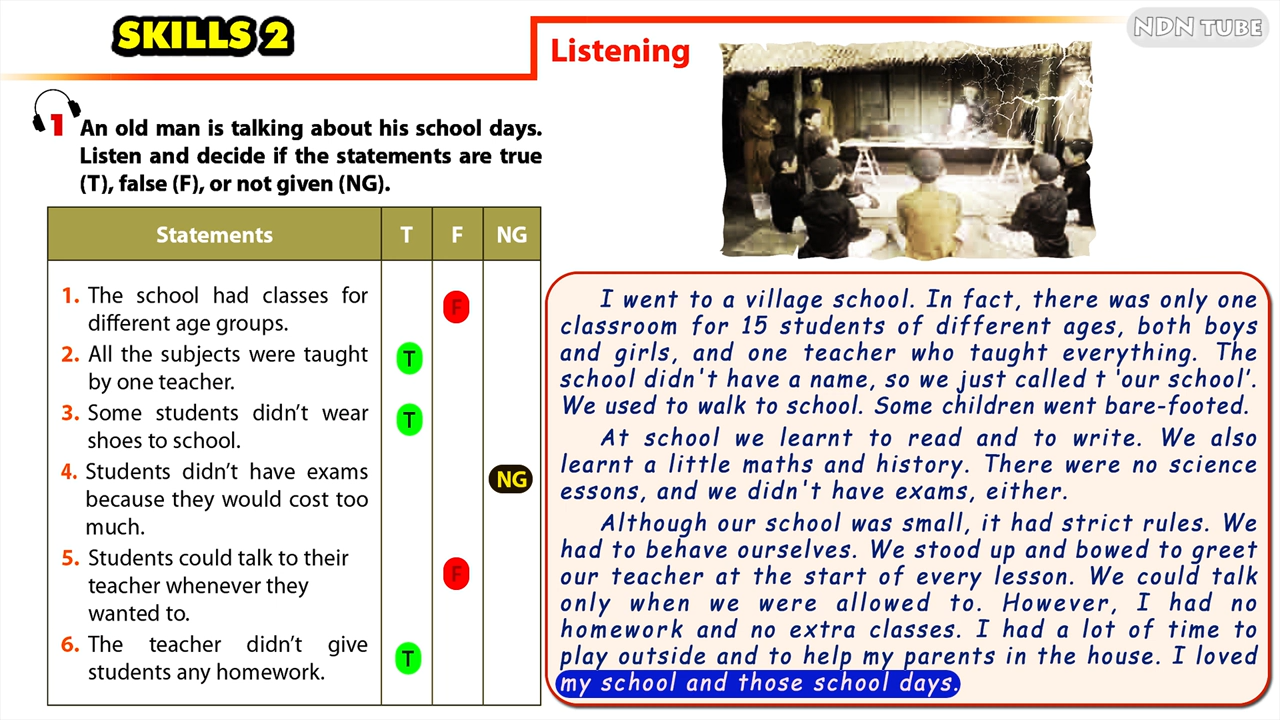 SKILLS 2
Listening
NDN TUBE
1 An old man is talking about his school days.
Listen and decide if the statements are true
(T), false (F), or not given (NG).
Statements T F NG
1. The school had classes for
different age groups.
F
2. All the subjects were taught
by one teacher.
T
3. Some students didn’t wear
shoes to school.
T
4. Students didn’t have exams
because they would cost too
much.
NG
5. Students could talk to their
teacher whenever they
wanted to.
F
6. The teacher didn’t give
students any homework.
T
I went to a village school. In fact, there was only one
classroom for 15 students of different ages, both boys
and girls, and one teacher who taught everything. The
school didn't have a name, so we just called t 'our school’.
We used to walk to school. Some children went bare-footed.
At school we learnt to read and to write. We also
learnt a little maths and history. There were no science
essons, and we didn't have exams, either.
Although our school was small, it had strict rules. We
had to behave ourselves. We stood up and bowed to greet
our teacher at the start of every lesson. We could talk
only when we were allowed to. However, I had no
homework and no extra classes. I had a lot of time to
play outside and to help my parents in the house. I loved
my school and those school days.